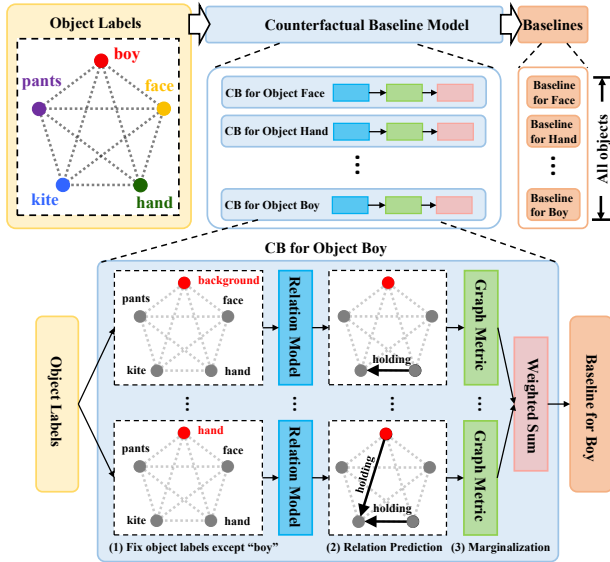 Object Labels
Counterfactual Baseline Model
Baselines
boy
pants
face
kite
hand
CB for Object Face
CB for Object Hand
CB for Object Boy
Baseline
for Face
Baseline
for Hand
Baseline
for Boy
All objects
CB for Object Boy
Object Labels
background
pants
face
kite
hand
Relation Model
holding
Graph Metric
hand
pants
face
kite
hand
Relation Model
holding
holding
Graph Metric
Weighted Sum
Baseline for Boy
(1) Fix object labels except “boy”
(2) Relation Prediction
(3) Marginalization